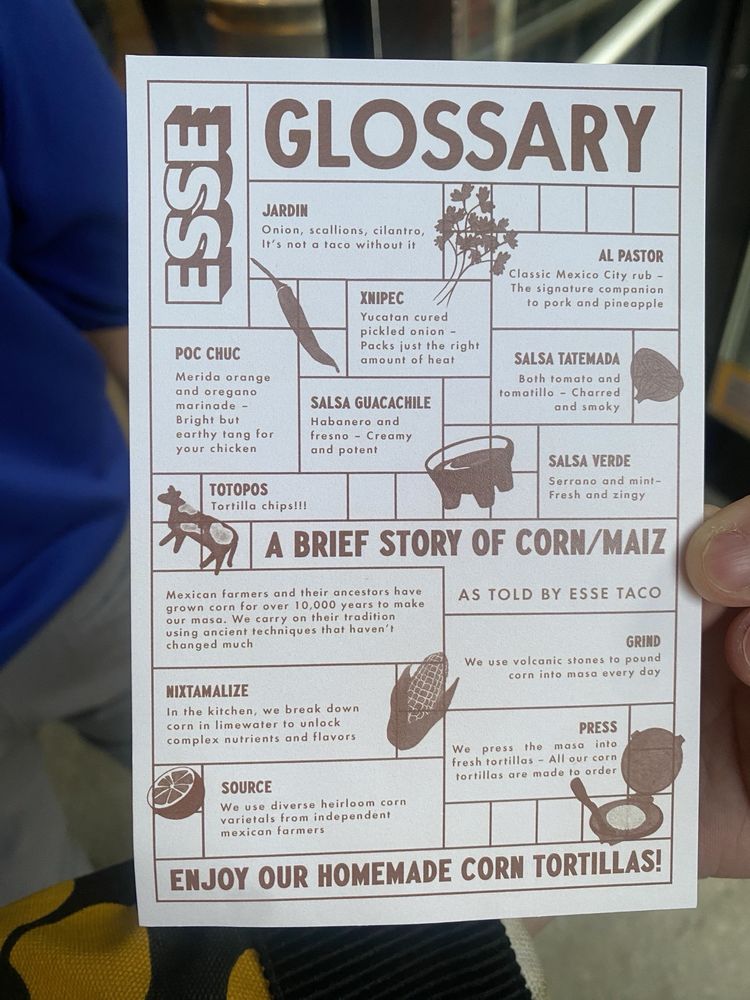 ESSE
GLOSSARY
JARDIN
Onion, scallions, cilantro,
It's not a taco without it
AL PASTOR
Classic Mexico City rub –
The signature companion
to pork and pineapple
XNIPEC
Yucatan cured
pickled onion –
Packs just the right
amount of heat
POC CHUC
Merida orange
and oregano
marinade –
Bright but
earthy tang for
your chicken
SALSA TATEMADA
Both tomato and
tomatillo – Charred
and smoky
SALSA GUACACHILE
Habanero and
fresno – Creamy
and potent
SALSA VERDE
Serrano and mint–
Fresh and zingy
TOTOPOS
Tortilla chips!!!
A BRIEF STORY OF CORN/MAIZ
AS TOLD BY ESSE TACO
Mexican farmers and their ancestors have
grown corn for over 10,000 years to make
our masa. We carry on their tradition
using ancient techniques that haven't
changed much
GRIND
We use volcanic stones to pound
corn into masa every day
NIXTAMALIZE
In the kitchen, we break down
corn in limewater to unlock
complex nutrients and flavors
PRESS
We press the masa into
fresh tortillas – All our corn
tortillas are made to order
SOURCE
We use diverse heirloom corn
varietals from independent
mexican farmers
ENJOY OUR HOMEMADE CORN TORTILLAS!